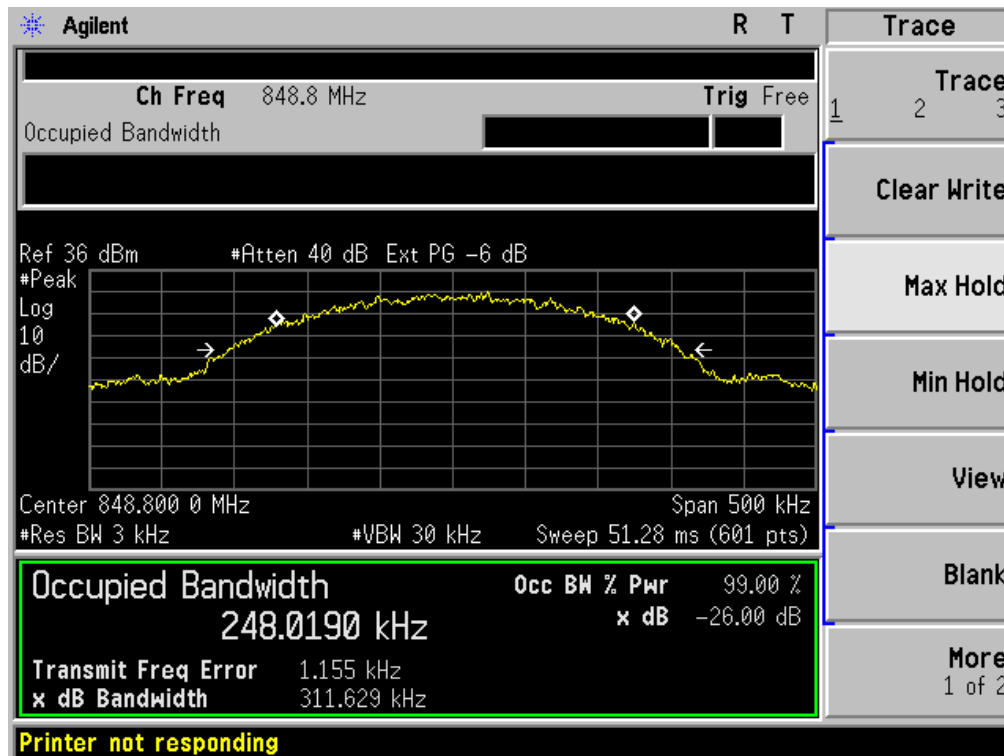 Agilent R T
Ch Freq 848.8 MHz Trig Free
Occupied Bandwidth
Ref 36 dBm #Atten 40 dB Ext PG -6 dB
#Peak
Log
10
dB/
Center 848.800 0 MHz Span 500 kHz
#Res BW 3 kHz #VBW 30 kHz Sweep 51.28 ms (601 pts)
Occupied Bandwidth Occ BW % Pwr 99.00 %
248.0190 kHz x dB -26.00 dB
Transmit Freq Error 1.155 kHz
x dB Bandwidth 311.629 kHz
Printer not responding
Trace
Trace
1 2 3
Clear Write
Max Hold
Min Hold
View
Blank
More
1 of 2